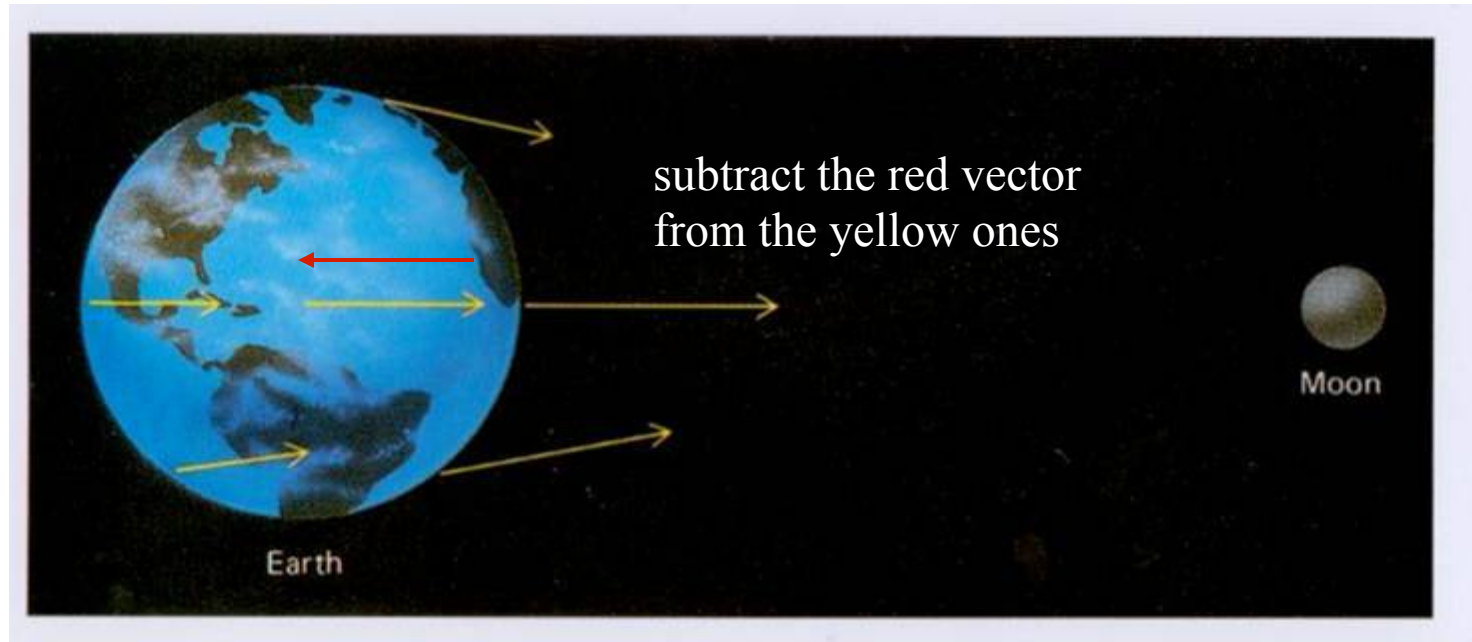 subtract the red vector
from the yellow ones
Moon
Earth